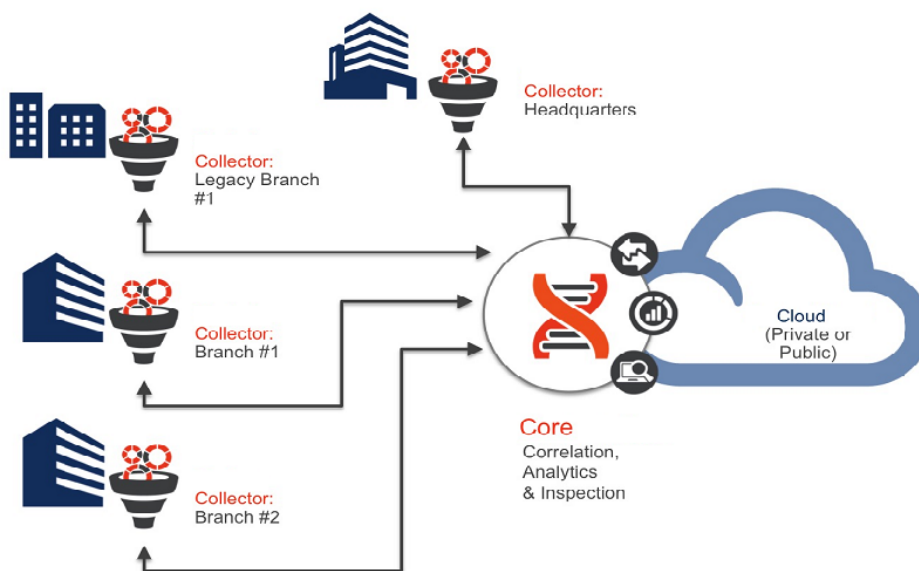 Collector:
Headquarters
Collector:
Legacy Branch
#1
Collector:
Branch #1
Cloud
(Private or
Public)
Core
Correlation,
Analytics
& Inspection
Collector:
Branch #2